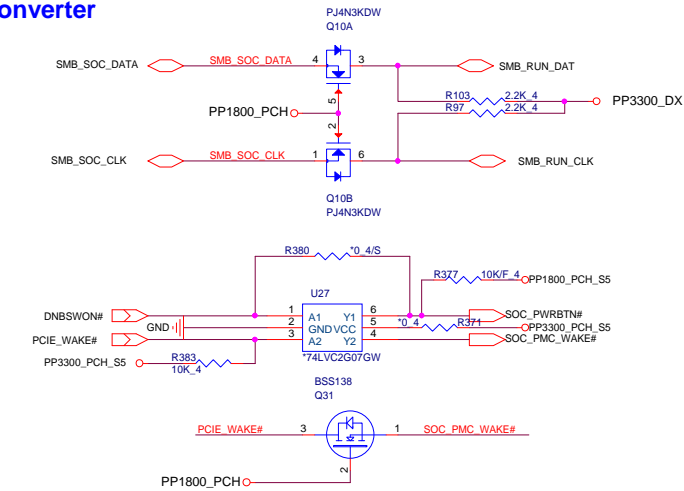 onverter
PJ4N3KDW
Q10A
SMB_SOC_DATA
SMB_SOC_DATA
4
3
SMB_RUN_DAT
5
R103
2.2K_4
R97
2.2K_4
PP3300_DX
PP1800_PCH
2
SMB_SOC_CLK
SMB_SOC_CLK
1
6
SMB_RUN_CLK
Q10B
PJ4N3KDW
R380
*0_4/S
R377
10K/F_4
PP1800_PCH_S5
U27
DNBSWON#
1
A1
Y1
6
SOC_PWRBTN#
GND
2
GND
VCC
5
*0_4
R371
PP3300_PCH_S5
PCIE_WAKE#
3
A2
Y2
4
SOC_PMC_WAKE#
*74LVC2G07GW
PP3300_PCH_S5
R383
10K_4
BSS138
Q31
PCIE_WAKE#
3
1
SOC_PMC_WAKE#
2
PP1800_PCH